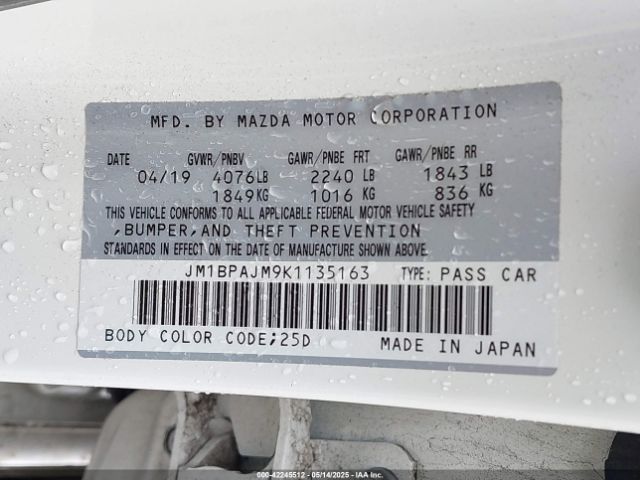 MFD. BY MAZDA MOTOR CORPORATION
DATE GVWR/PNBV GAWR/PNBE FRT GAWR/PNBE RR
04/19 4076LB 2240 LB 1843 LB
1849KG 1016 KG 836 KG
THIS VEHICLE CONFORMS TO ALL APPLICABLE FEDERAL MOTOR VEHICLE SAFETY
,BUMPER,AND THEFT PREVENTION
STANDARDS IN EFFECT ON THE DATE OF MANUFACTURE SHOWN ABOVE.
JM1BPAJM9K1135163 TYPE: PASS CAR
BODY COLOR CODE;25D MADE IN JAPAN
000-42245512 05/14/2025 IAA